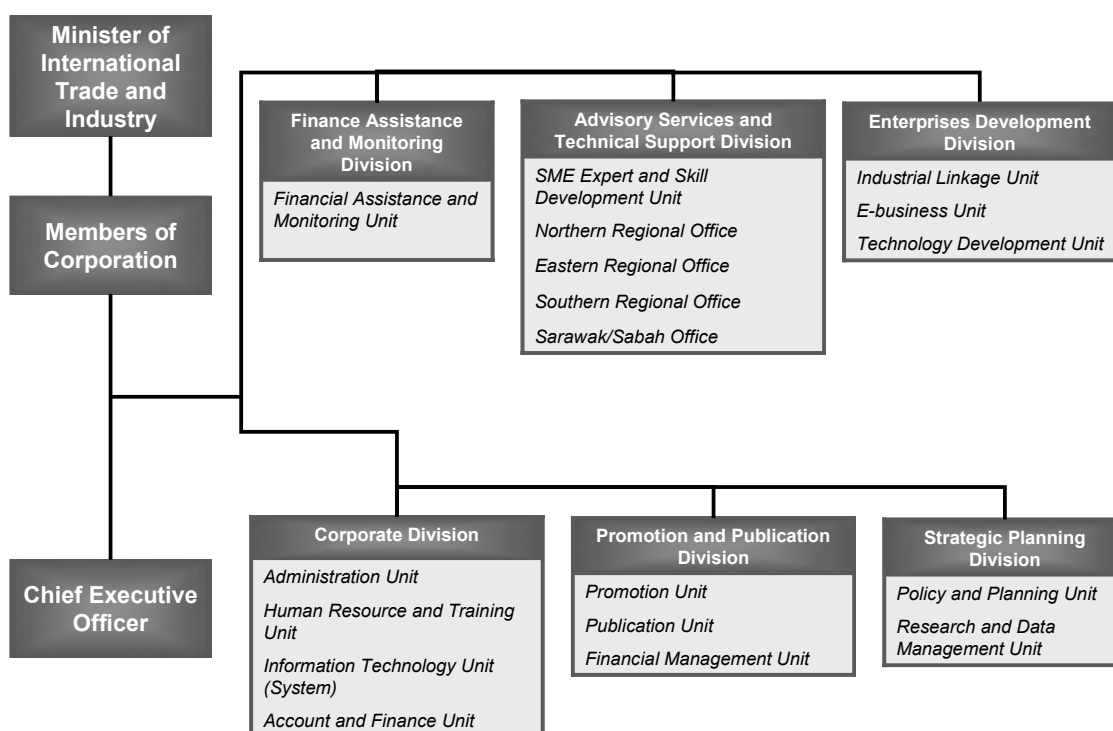 Minister of
International
Trade and
Industry
Members of
Corporation
Chief Executive
Officer
Finance Assistance
and Monitoring
Division
Financial Assistance and
Monitoring Unit
Advisory Services and
Technical Support Division
SME Expert and Skill
Development Unit
Northern Regional Office
Eastern Regional Office
Southern Regional Office
Sarawak/Sabah Office
Enterprises Development
Division
Industrial Linkage Unit
E-business Unit
Technology Development Unit
Corporate Division
Administration Unit
Human Resource and Training
Unit
Information Technology Unit
(System)
Account and Finance Unit
Promotion and Publication
Division
Promotion Unit
Publication Unit
Financial Management Unit
Strategic Planning
Division
Policy and Planning Unit
Research and Data
Management Unit